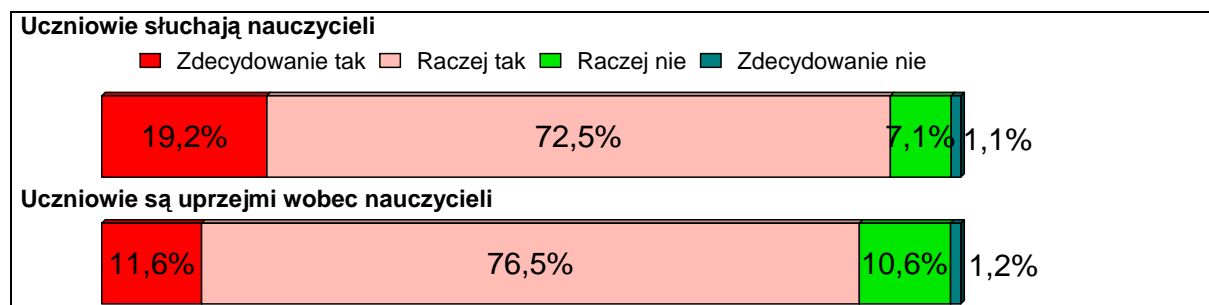 Uczniowie słuchają nauczycieli
Zdecydowanie tak Raczej tak Raczej nie Zdecydowanie nie
19,2% 72,5% 7,1% 1,1%
Uczniowie są uprzejmi wobec nauczycieli
11,6% 76,5% 10,6% 1,2%